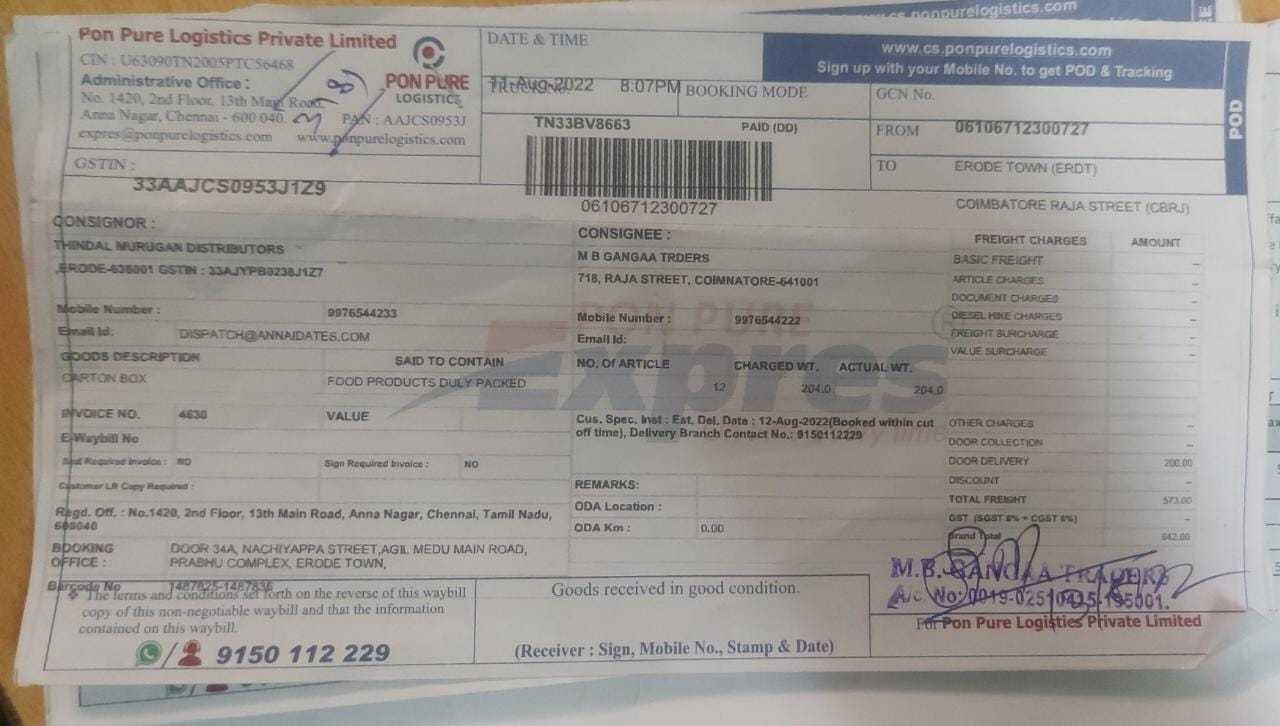 cs.ponpurelogistics.com
Pon Pure Logistics Private Limited
CIN : U63090TN2005PTC56468
Administrative Office :
No. 1420, 2nd Floor, 13th Main Road,
Anna Nagar, Chennai - 600 040.
PAN : AAJCS0953J
expres@ponpurelogistics.com www.ponpurelogistics.com
PON PURE
LOGISTICS
GSTIN :
33AAJCS0953J1Z9
DATE & TIME
11-Aug-2022 8:07PM
TRUCK No.
TN33BV8663
BOOKING MODE
PAID (DD)
06106712300727
www.cs.ponpurelogistics.com
Sign up with your Mobile No. to get POD & Tracking
POD
GCN No.
06106712300727
FROM
ERODE TOWN (ERDT)
TO
COIMBATORE RAJA STREET (CBRJ)
CONSIGNOR :
THINDAL MURUGAN DISTRIBUTORS
,ERODE-638001 GSTIN : 33AJYPB0238J1Z7
Mobile Number : 9976544233
Email Id: DISPATCH@ANNAIDATES.COM
GOODS DESCRIPTION SAID TO CONTAIN
CARTON BOX FOOD PRODUCTS DULY PACKED
INVOICE NO. 4630 VALUE
E-Waybill No
Seal Required Invoice : NO Sign Required Invoice : NO
Customer LR Copy Required :
Regd. Off. : No.1420, 2nd Floor, 13th Main Road, Anna Nagar, Chennai, Tamil Nadu,
600040
BOOKING OFFICE : DOOR 34A, NACHIYAPPA STREET,AGIL MEDU MAIN ROAD,
PRABHU COMPLEX, ERODE TOWN,
Barcode No 1487825-1487836
CONSIGNEE :
M B GANGAA TRDERS
718, RAJA STREET, COIMNATORE-641001
Mobile Number : 9976544222
Email Id:
PON PURE
Expres
®
NO. Of ARTICLE CHARGED WT. ACTUAL WT.
12 204.0 204.0
Cus. Spec. Inst : Est. Del. Date : 12-Aug-2022(Booked within cut
off time), Delivery Branch Contact No.: 9150112229
REMARKS:
ODA Location :
ODA Km : 0.00
FREIGHT CHARGES AMOUNT
BASIC FREIGHT –
ARTICLE CHARGES –
DOCUMENT CHARGES –
DIESEL HIKE CHARGES –
FREIGHT SURCHARGE –
VALUE SURCHARGE –
OTHER CHARGES –
DOOR COLLECTION –
DOOR DELIVERY 200.00
DISCOUNT –
TOTAL FREIGHT 573.00
GST (SGST 6% + CGST 6%) –
Grand Total 642.00
❖ The terms and conditions set forth on the reverse of this waybill
copy of this non-negotiable waybill and that the information
contained on this waybill.
9150 112 229
Goods received in good condition.
(Receiver : Sign, Mobile No., Stamp & Date)
M.B. GANGAA TRADERS
A/c. No: 0019-02510425-195001.
For Pon Pure Logistics Private Limited